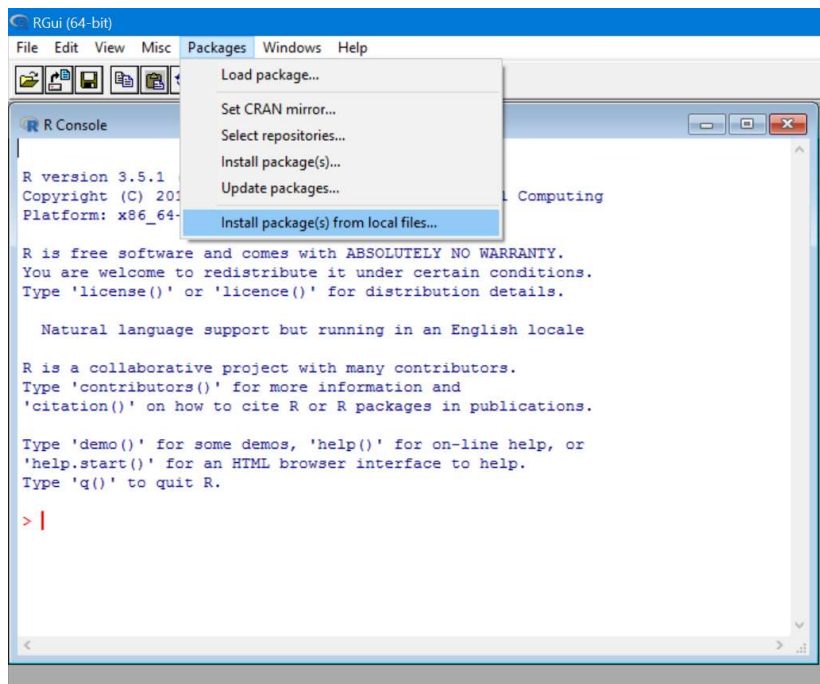 RGui (64-bit)
File Edit View Misc Packages Windows Help
Load package...
Set CRAN mirror...
Select repositories...
Install package(s)...
Update packages...
Install package(s) from local files...
R Console
R version 3.5.1
Copyright (C) 201 Computing
Platform: x86_64-
R is free software and comes with ABSOLUTELY NO WARRANTY.
You are welcome to redistribute it under certain conditions.
Type 'license()' or 'licence()' for distribution details.
Natural language support but running in an English locale
R is a collaborative project with many contributors.
Type 'contributors()' for more information and
'citation()' on how to cite R or R packages in publications.
Type 'demo()' for some demos, 'help()' for on-line help, or
'help.start()' for an HTML browser interface to help.
Type 'q()' to quit R.
>